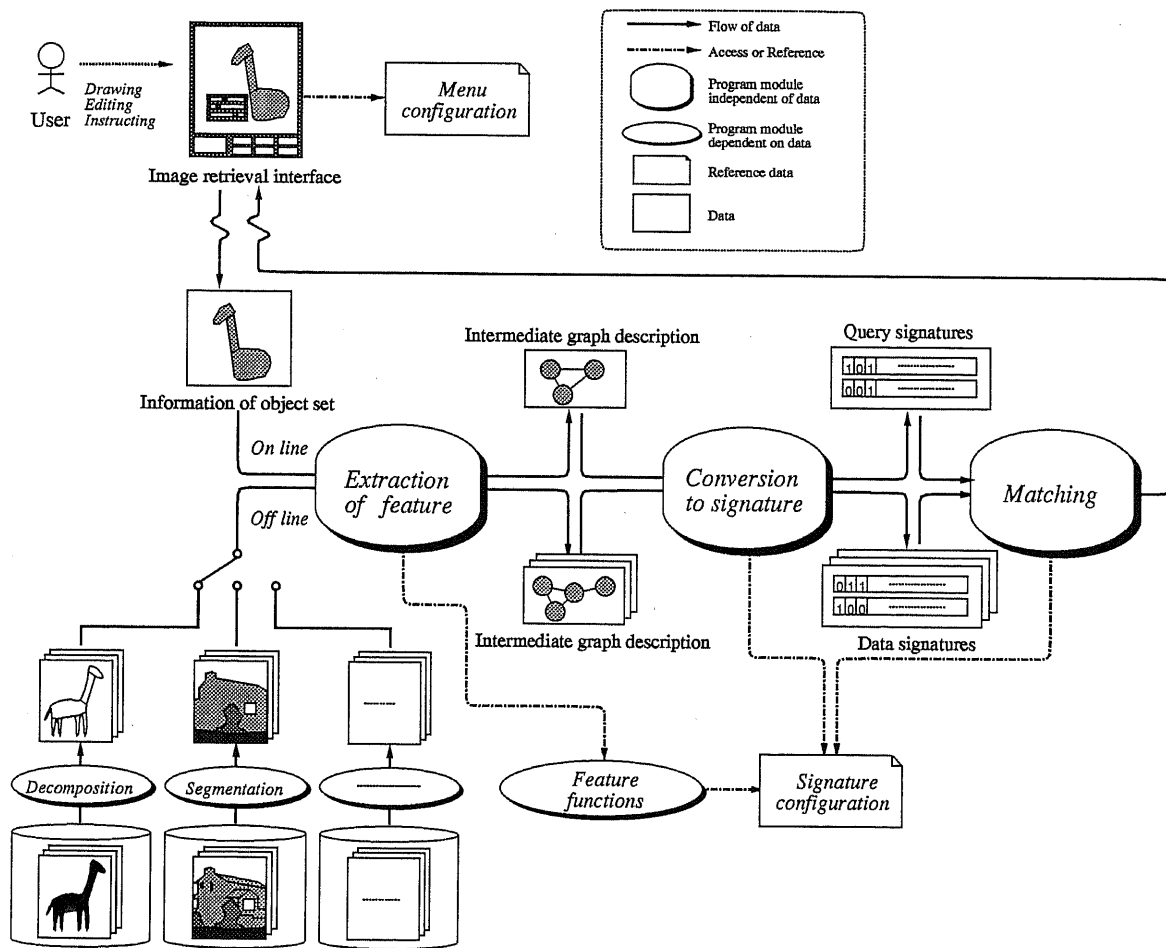 User
Drawing
Editing
Instructing
Image retrieval interface
Menu
configuration
Flow of data
Access or Reference
Program module
independent of data
Program module
dependent on data
Reference data
Data
Information of object set
Intermediate graph description
Query signatures
1 0 1
0 0 1
On line
Off line
Extraction
of feature
Conversion
to signature
Matching
Intermediate graph description
0 1 1
1 0 0
Data signatures
Decomposition
Segmentation
Feature
functions
Signature
configuration